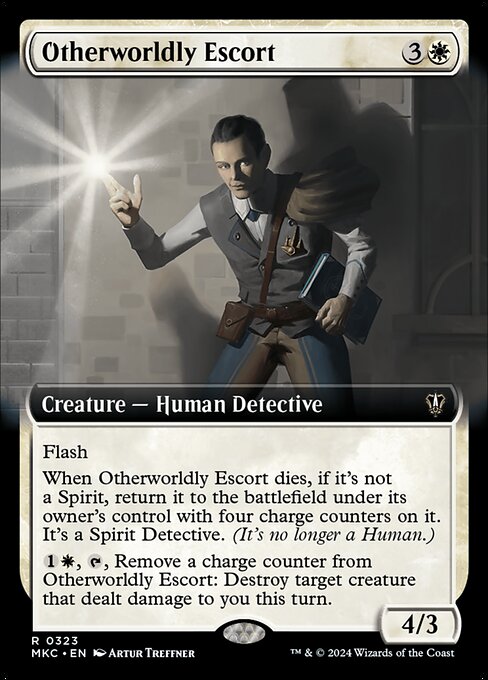 Otherworldly Escort 3
Creature — Human Detective
Flash
When Otherworldly Escort dies, if it's not
a Spirit, return it to the battlefield under its
owner's control with four charge counters on it.
It's a Spirit Detective. (It's no longer a Human.)
1 , , Remove a charge counter from
Otherworldly Escort: Destroy target creature
that dealt damage to you this turn.
4/3
R 0323
MKC • EN Artur Treffner
™ & © 2024 Wizards of the Coast